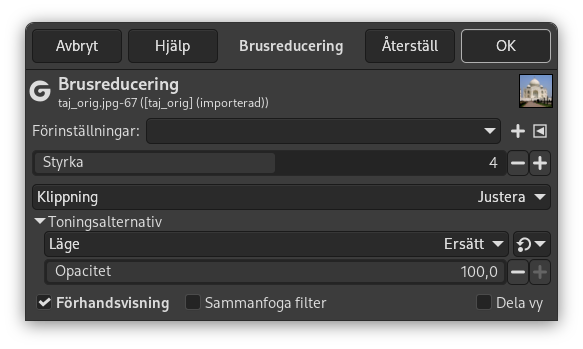 Avbryt Hjälp Brusreducering Återställ OK
Brusreducering
taj_orig.jpg-67 ([taj_orig] (importerad))
Förinställningar:
Styrka 4
Klippning Justera
Toningsalternativ
Läge Ersätt
Opacitet 100,0
Förhandsvisning Sammanfoga filter Dela vy